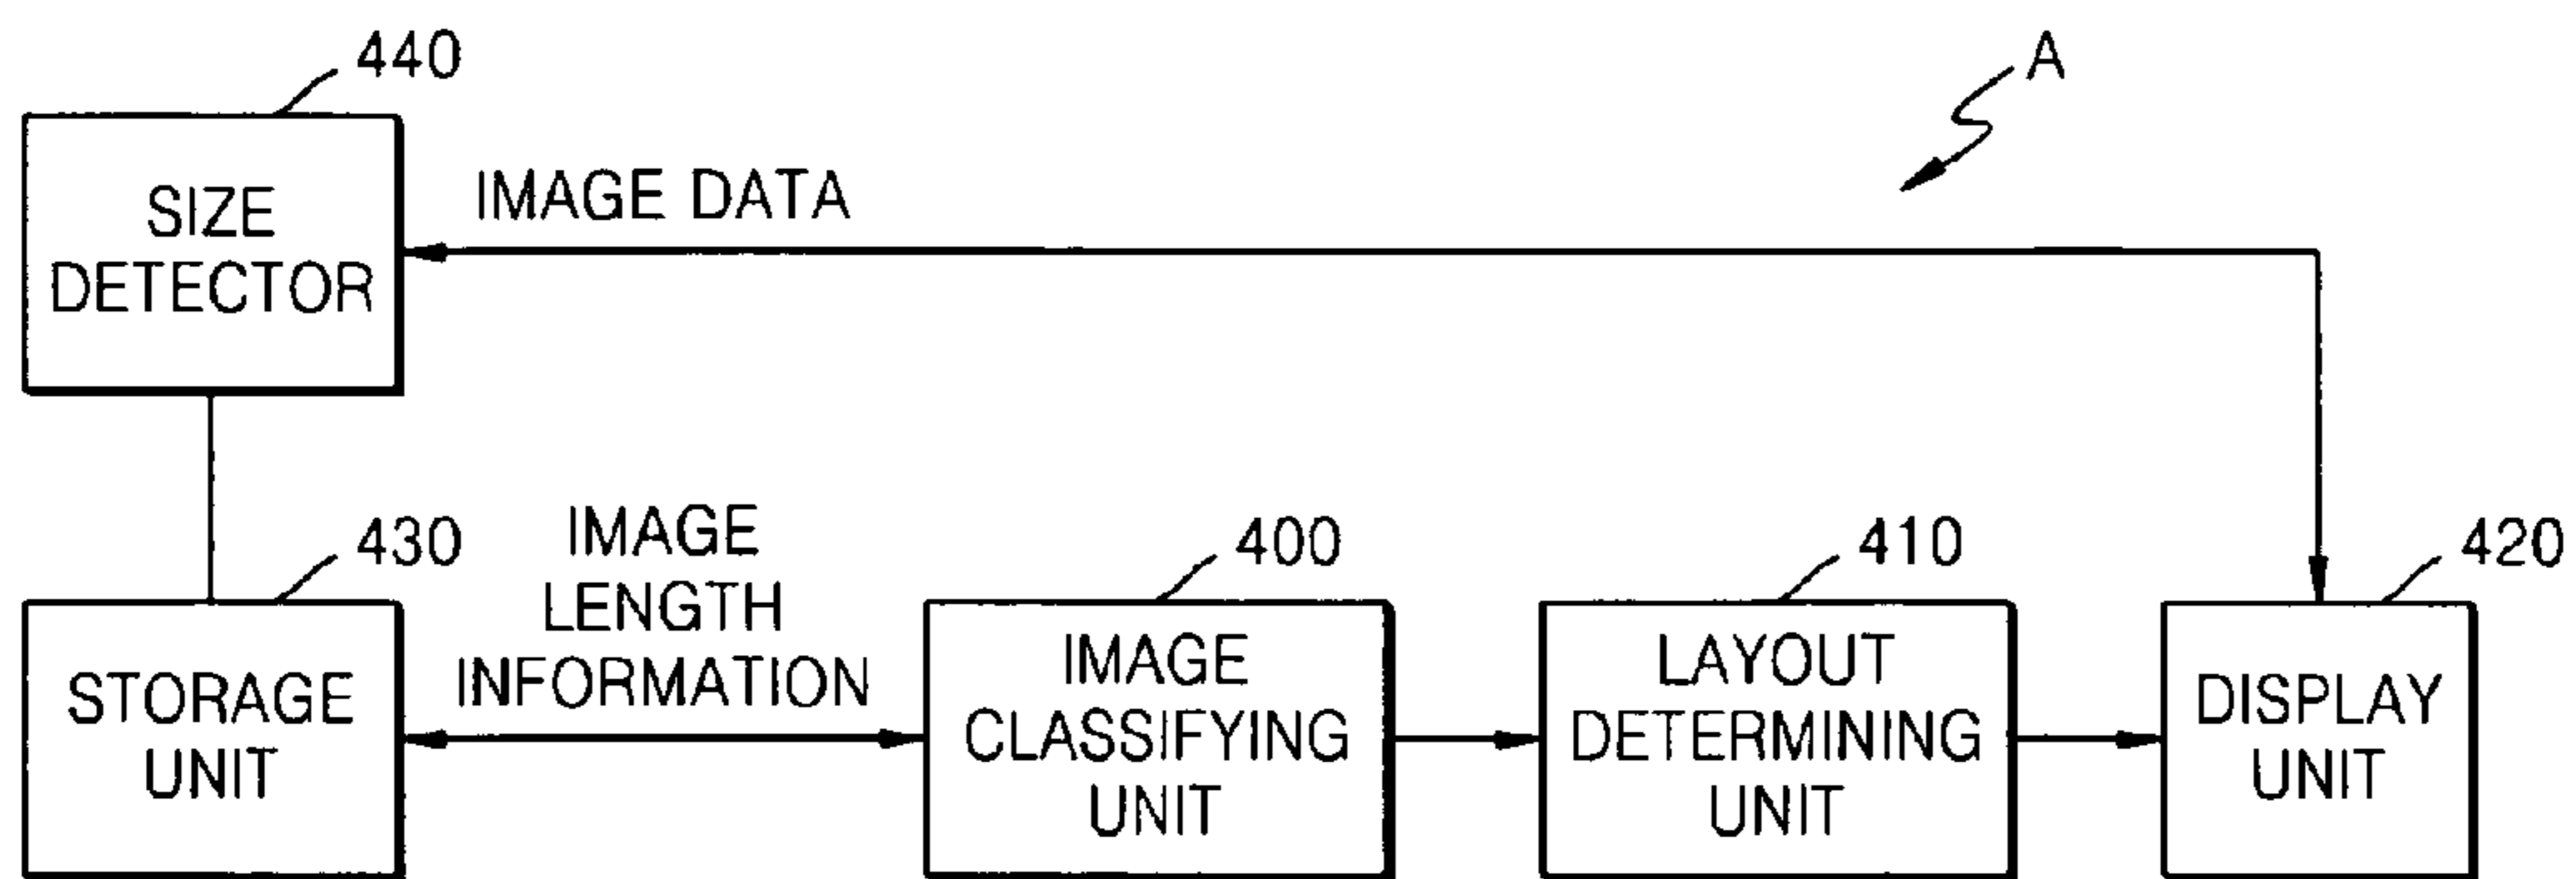 440
A
SIZE
DETECTOR
IMAGE DATA
430
IMAGE
LENGTH
INFORMATION
400
410
420
STORAGE
UNIT
IMAGE
CLASSIFYING
UNIT
LAYOUT
DETERMINING
UNIT
DISPLAY
UNIT